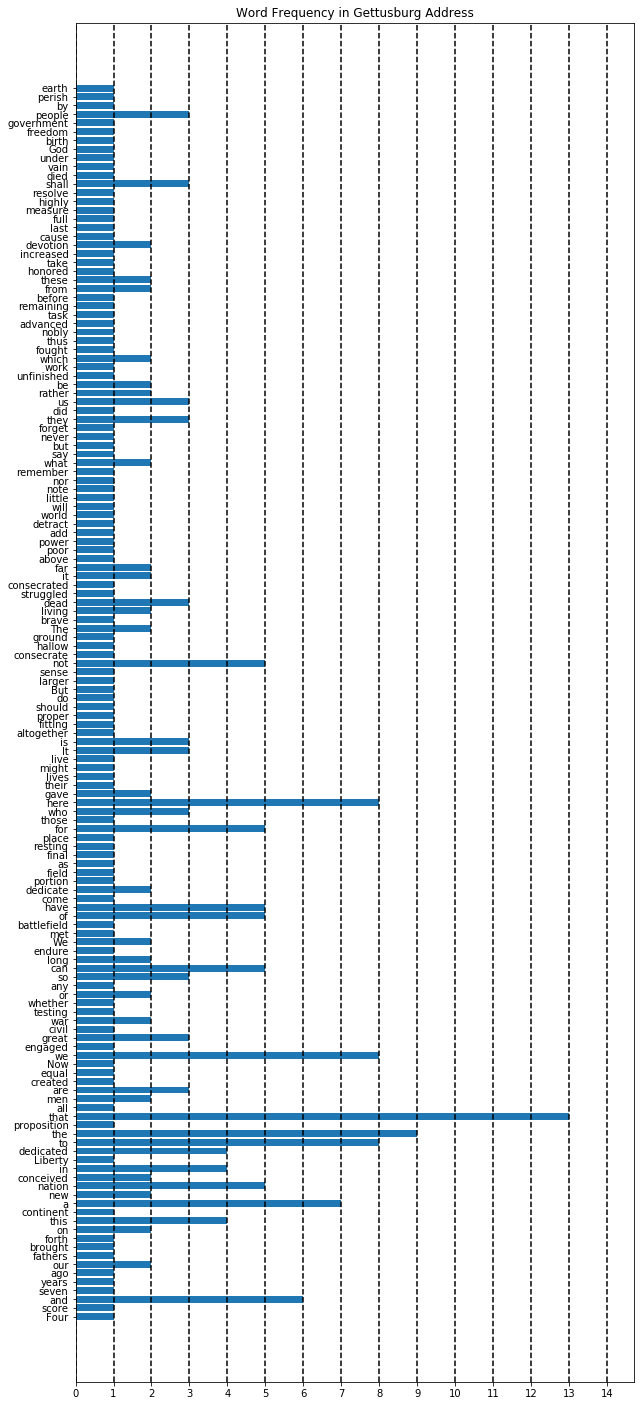 Word Frequency in Gettusburg Address
earth
perish
by
people
government
freedom
birth
God
under
vain
died
shall
resolve
highly
measure
full
last
cause
devotion
increased
take
honored
these
from
before
remaining
task
advanced
nobly
thus
fought
which
work
unfinished
be
rather
us
did
they
forget
never
but
say
what
remember
nor
note
little
will
world
detract
add
power
poor
above
far
it
consecrated
struggled
dead
living
brave
The
ground
hallow
consecrate
not
sense
larger
But
do
should
proper
fitting
altogether
is
It
live
might
lives
their
gave
here
who
those
for
place
resting
final
as
field
portion
dedicate
come
have
of
battlefield
met
We
endure
long
can
so
any
or
whether
testing
war
civil
great
engaged
we
Now
equal
created
are
men
all
that
proposition
the
to
dedicated
Liberty
in
conceived
nation
new
a
continent
this
on
forth
brought
fathers
our
ago
years
seven
and
score
Four
0 1 2 3 4 5 6 7 8 9 10 11 12 13 14